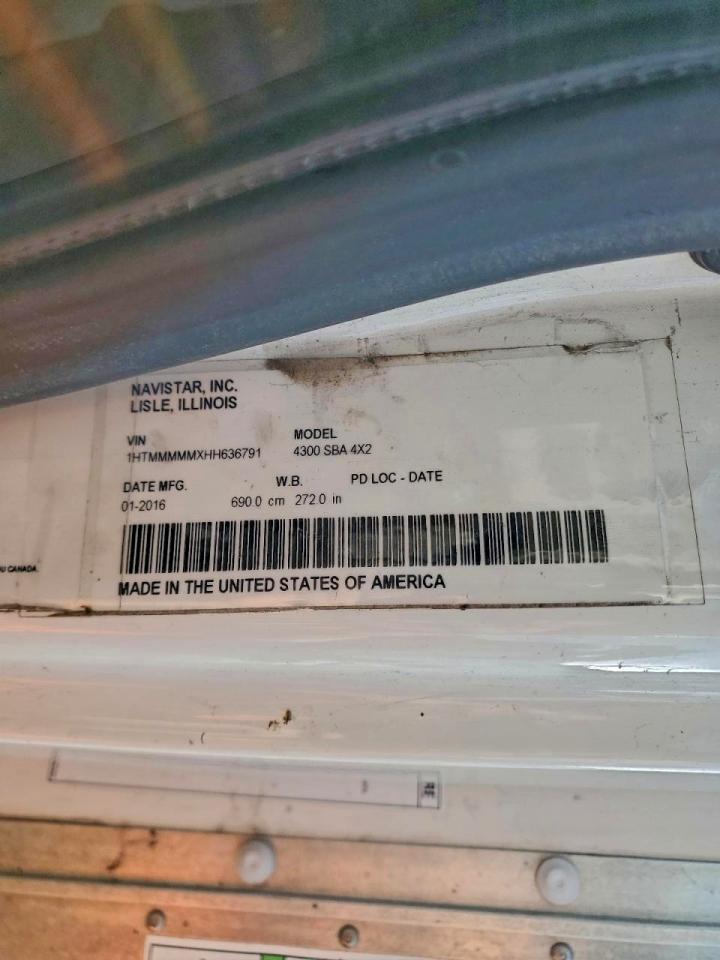 NAVISTAR, INC.
LISLE, ILLINOIS
VIN MODEL
1HTMMMMMXHH636791 4300 SBA 4X2
DATE MFG. W.B. PD LOC - DATE
01-2016 690.0 cm 272.0 in
MADE IN THE UNITED STATES OF AMERICA
CANADA
RE